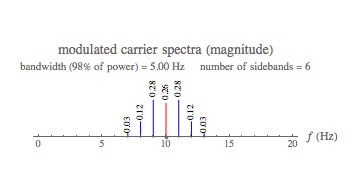 modulated carrier spectra (magnitude)
bandwidth (98% of power) = 5.00 Hz number of sidebands = 6
0.03
0.12
0.28
0.26
0.28
0.12
0.03
0 5 10 15 20 f (Hz)